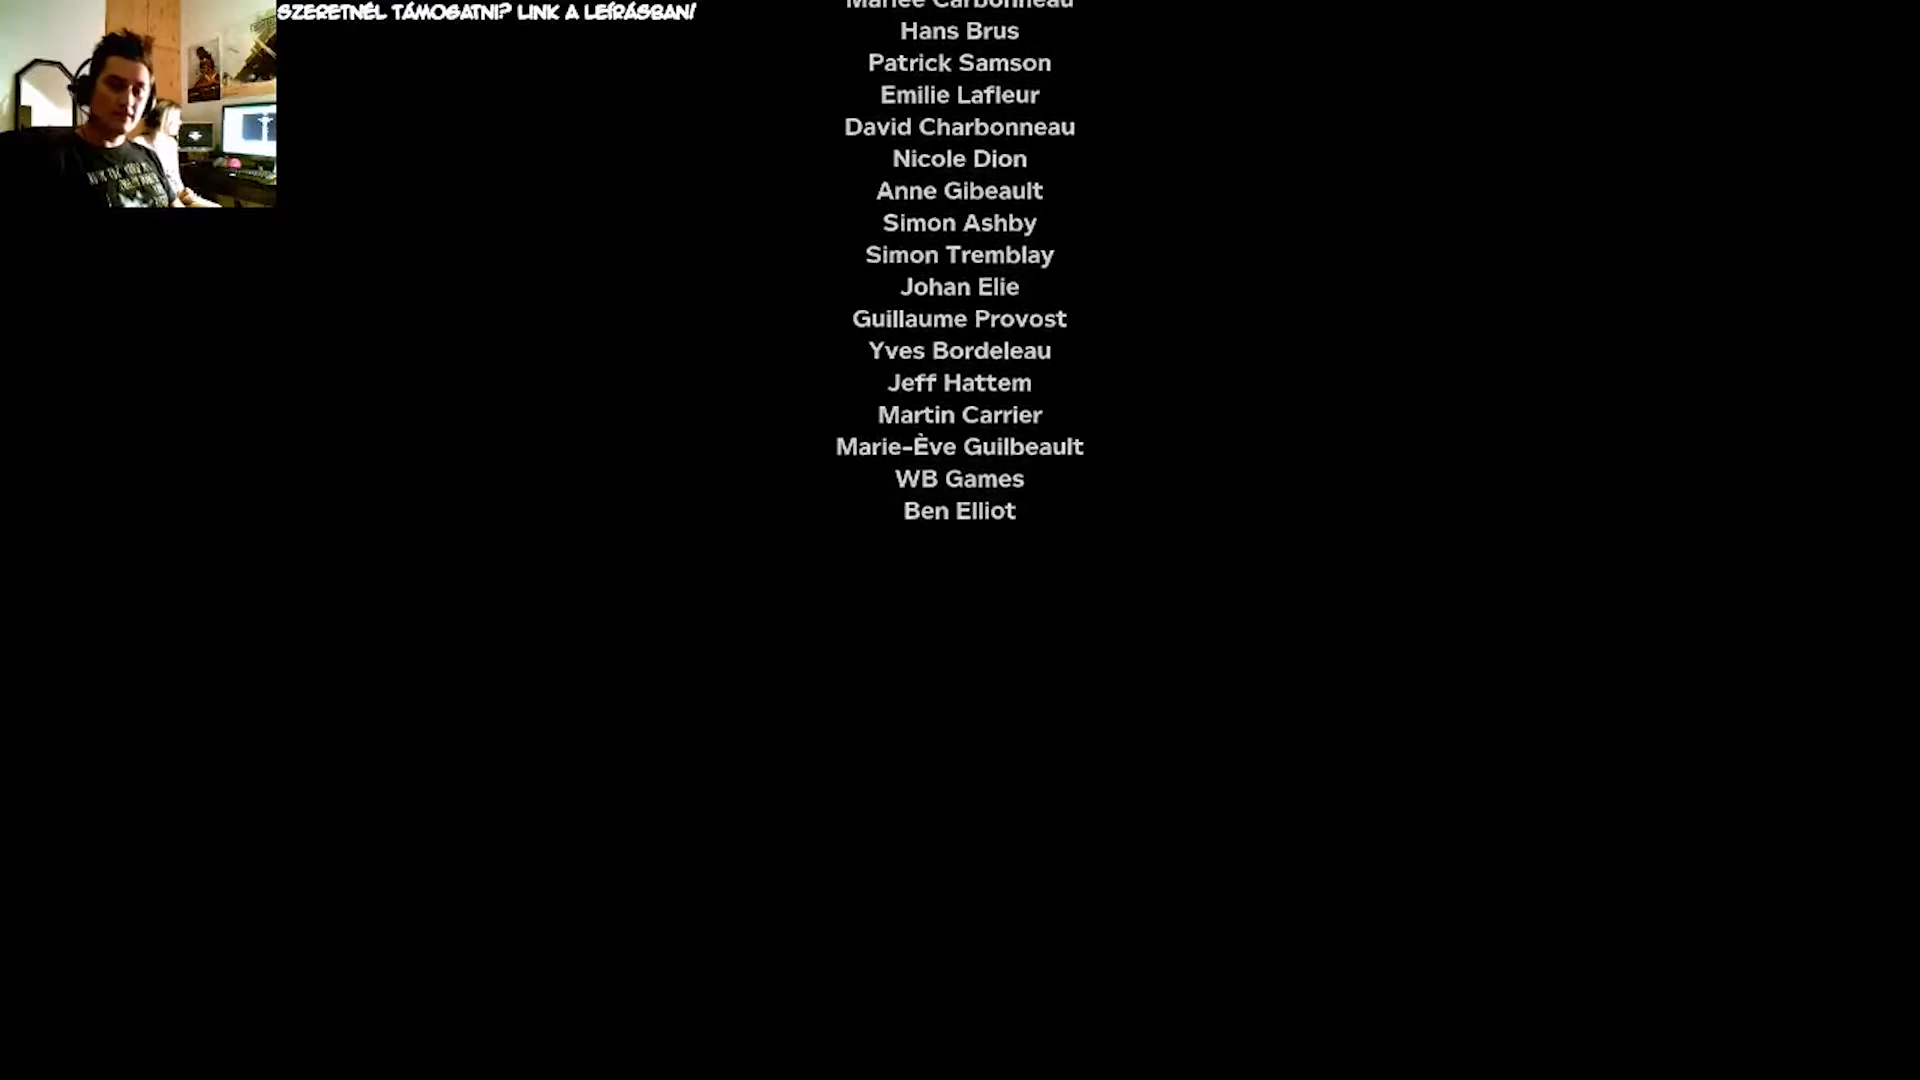 SZERETNÉL TÁMOGATNI? LINK A LEÍRÁSBAN!
Hans Brus
Patrick Samson
Emilie Lafleur
David Charbonneau
Nicole Dion
Anne Gibeault
Simon Ashby
Simon Tremblay
Johan Elie
Guillaume Provost
Yves Bordeleau
Jeff Hattem
Martin Carrier
Marie-Ève Guilbeault
WB Games
Ben Elliot